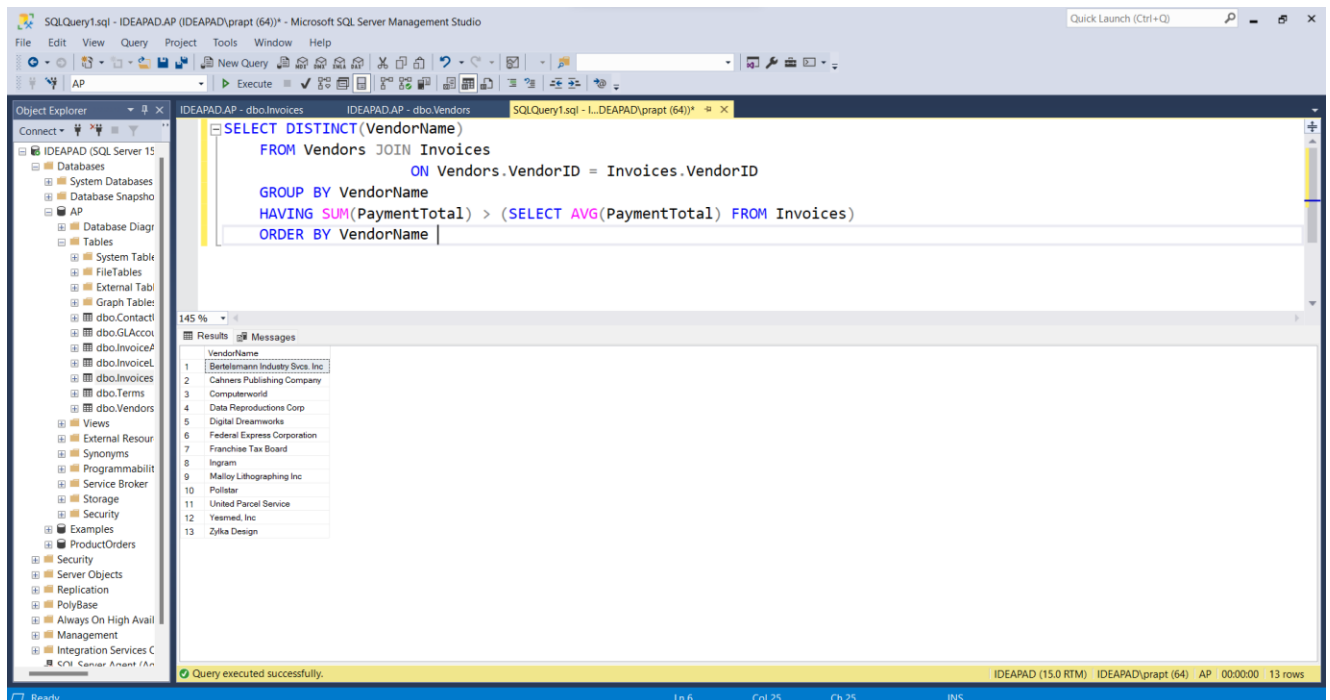 SQLQuery1.sql - IDEAPAD.AP (IDEAPAD\prapt (64))* - Microsoft SQL Server Management Studio
Quick Launch (Ctrl+Q)
File Edit View Query Project Tools Window Help
New Query
AP
Execute
Object Explorer
IDEAPAD.AP - dbo.Invoices
IDEAPAD.AP - dbo.Vendors
SQLQuery1.sql - I...DEAPAD\prapt (64))*
Connect
IDEAPAD (SQL Server 15
Databases
System Databases
Database Snapsho
AP
Database Diagr
Tables
System Table
FileTables
External Tabl
Graph Tables
dbo.ContactU
dbo.GLAccou
dbo.InvoiceA
dbo.InvoiceL
dbo.Invoices
dbo.Terms
dbo.Vendors
Views
External Resour
Synonyms
Programmabilit
Service Broker
Storage
Security
Examples
ProductOrders
Security
Server Objects
Replication
PolyBase
Always On High Avail
Management
Integration Services C
SQL Server Agent (Ag
SELECT DISTINCT(VendorName)
FROM Vendors JOIN Invoices
ON Vendors.VendorID = Invoices.VendorID
GROUP BY VendorName
HAVING SUM(PaymentTotal) > (SELECT AVG(PaymentTotal) FROM Invoices)
ORDER BY VendorName
145 %
Results Messages
VendorName
1 Bertelsmann Industry Svcs. Inc
2 Cahners Publishing Company
3 Computerworld
4 Data Reproductions Corp
5 Digital Dreamworks
6 Federal Express Corporation
7 Franchise Tax Board
8 Ingram
9 Malloy Lithographing Inc
10 Pollstar
11 United Parcel Service
12 Yesmed, Inc
13 Zylka Design
Query executed successfully.
IDEAPAD (15.0 RTM) IDEAPAD\prapt (64) AP 00:00:00 13 rows
Ready Ln 6 Col 25 Ch 25 INS